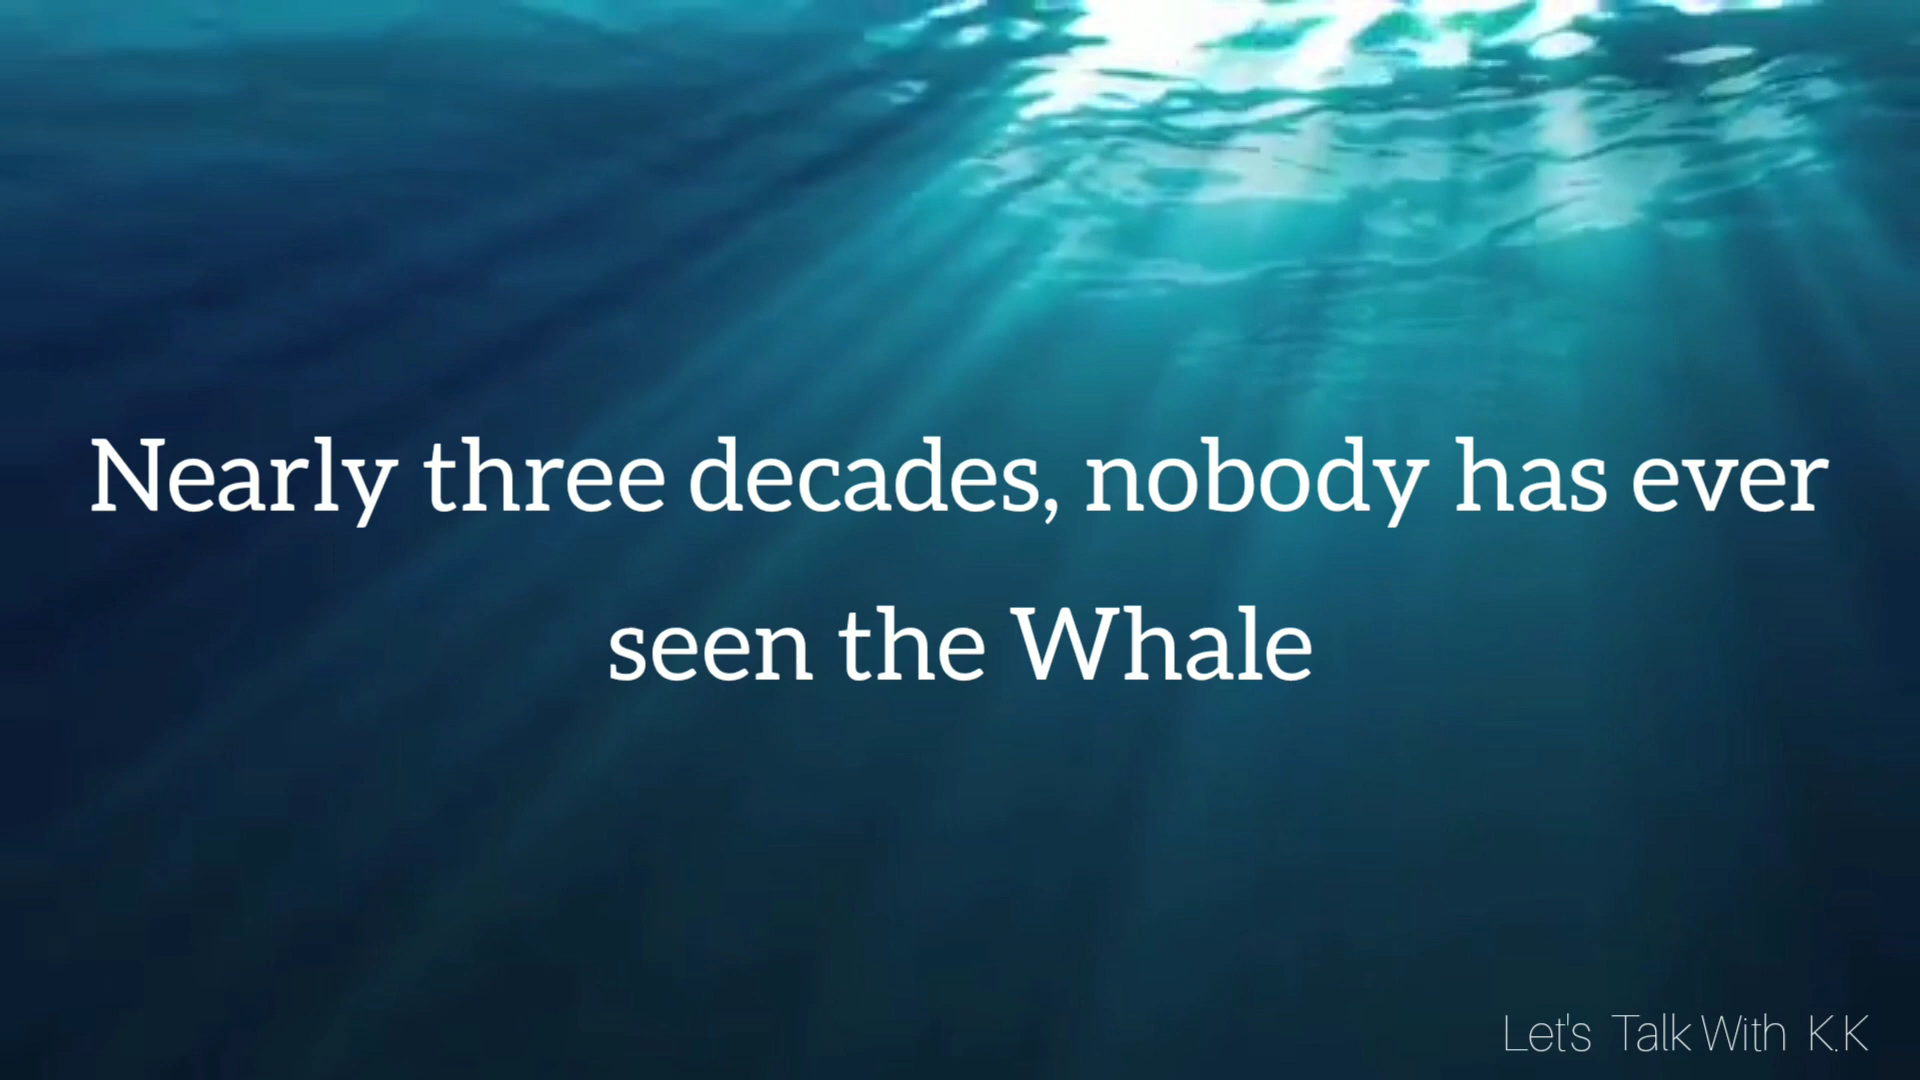 Nearly three decades, nobody has ever
seen the Whale
Let's Talk With K.K